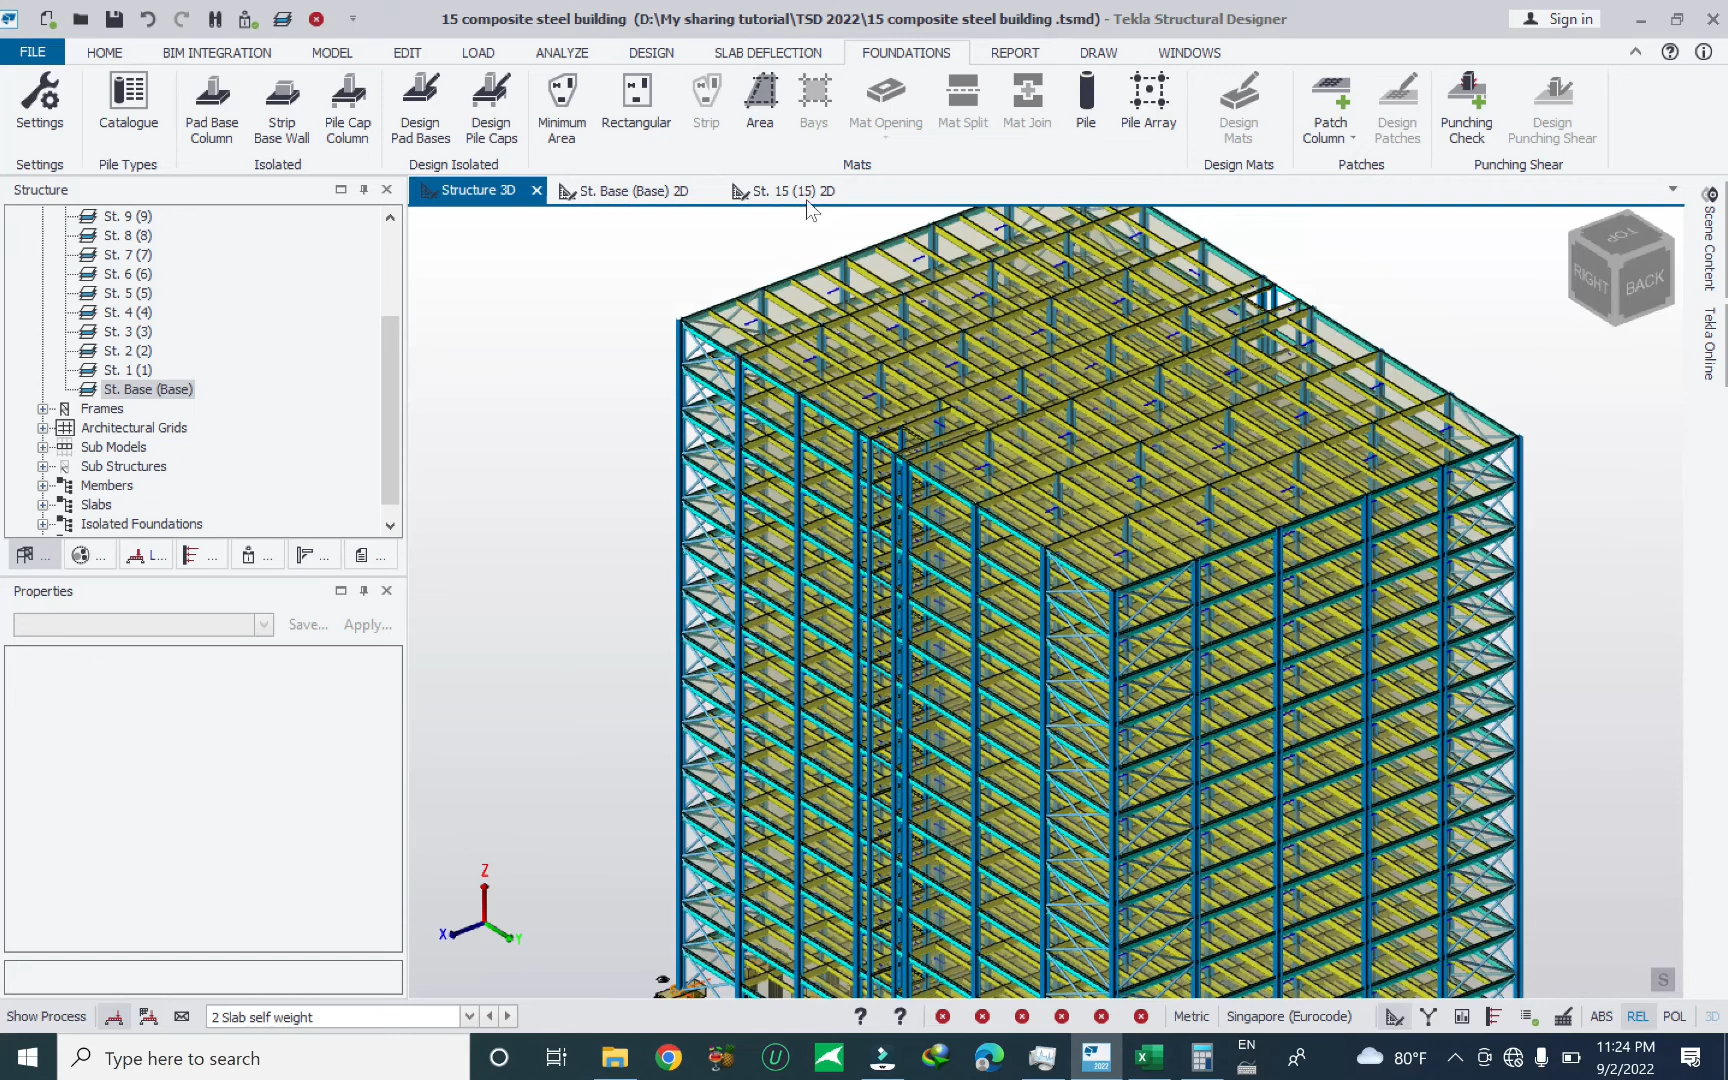 15 composite steel building (D:\My sharing tutorial\TSD 2022\15 composite steel building .tsmd) - Tekla Structural Designer
Sign in
FILE HOME BIM INTEGRATION MODEL EDIT LOAD ANALYZE DESIGN SLAB DEFLECTION FOUNDATIONS REPORT DRAW WINDOWS
Settings
Catalogue
Pad Base
Column
Strip
Base Wall
Pile Cap
Column
Design
Pad Bases
Design
Pile Caps
Minimum
Area
Rectangular
Strip
Area
Bays
Mat Opening
Mat Split
Mat Join
Pile
Pile Array
Design
Mats
Patch
Column
Design
Patches
Punching
Check
Design
Punching Shear
Settings Pile Types Isolated Design Isolated Mats Design Mats Patches Punching Shear
Structure
Structure 3D St. Base (Base) 2D St. 15 (15) 2D
St. 9 (9)
St. 8 (8)
St. 7 (7)
St. 6 (6)
St. 5 (5)
St. 4 (4)
St. 3 (3)
St. 2 (2)
St. 1 (1)
St. Base (Base)
Frames
Architectural Grids
Sub Models
Sub Structures
Members
Slabs
Isolated Foundations
... ... L... ... ... ... ...
Properties
Save... Apply...
TOP
RIGHT
BACK
Scene Content
Tekla Online
Z
X
Y
S
Show Process
2 Slab self weight
Metric Singapore (Eurocode) ABS REL POL 3D
Type here to search
2022
EN
80°F
11:24 PM
9/2/2022